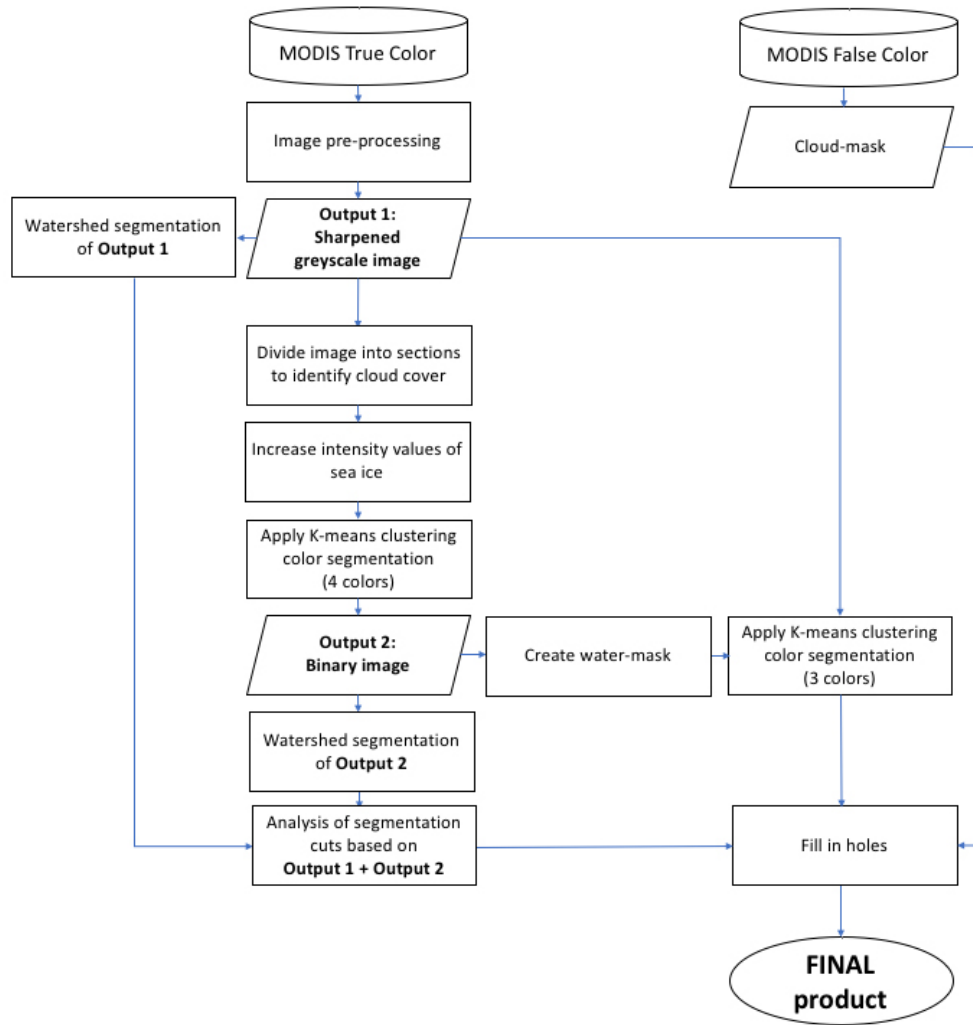 MODIS True Color
MODIS False Color
Image pre-processing
Cloud-mask
Watershed segmentation
of Output 1
Output 1:
Sharpened
greyscale image
Divide image into sections
to identify cloud cover
Increase intensity values of
sea ice
Apply K-means clustering
color segmentation
(4 colors)
Output 2:
Binary image
Create water-mask
Apply K-means clustering
color segmentation
(3 colors)
Watershed segmentation
of Output 2
Analysis of segmentation
cuts based on
Output 1 + Output 2
Fill in holes
FINAL
product